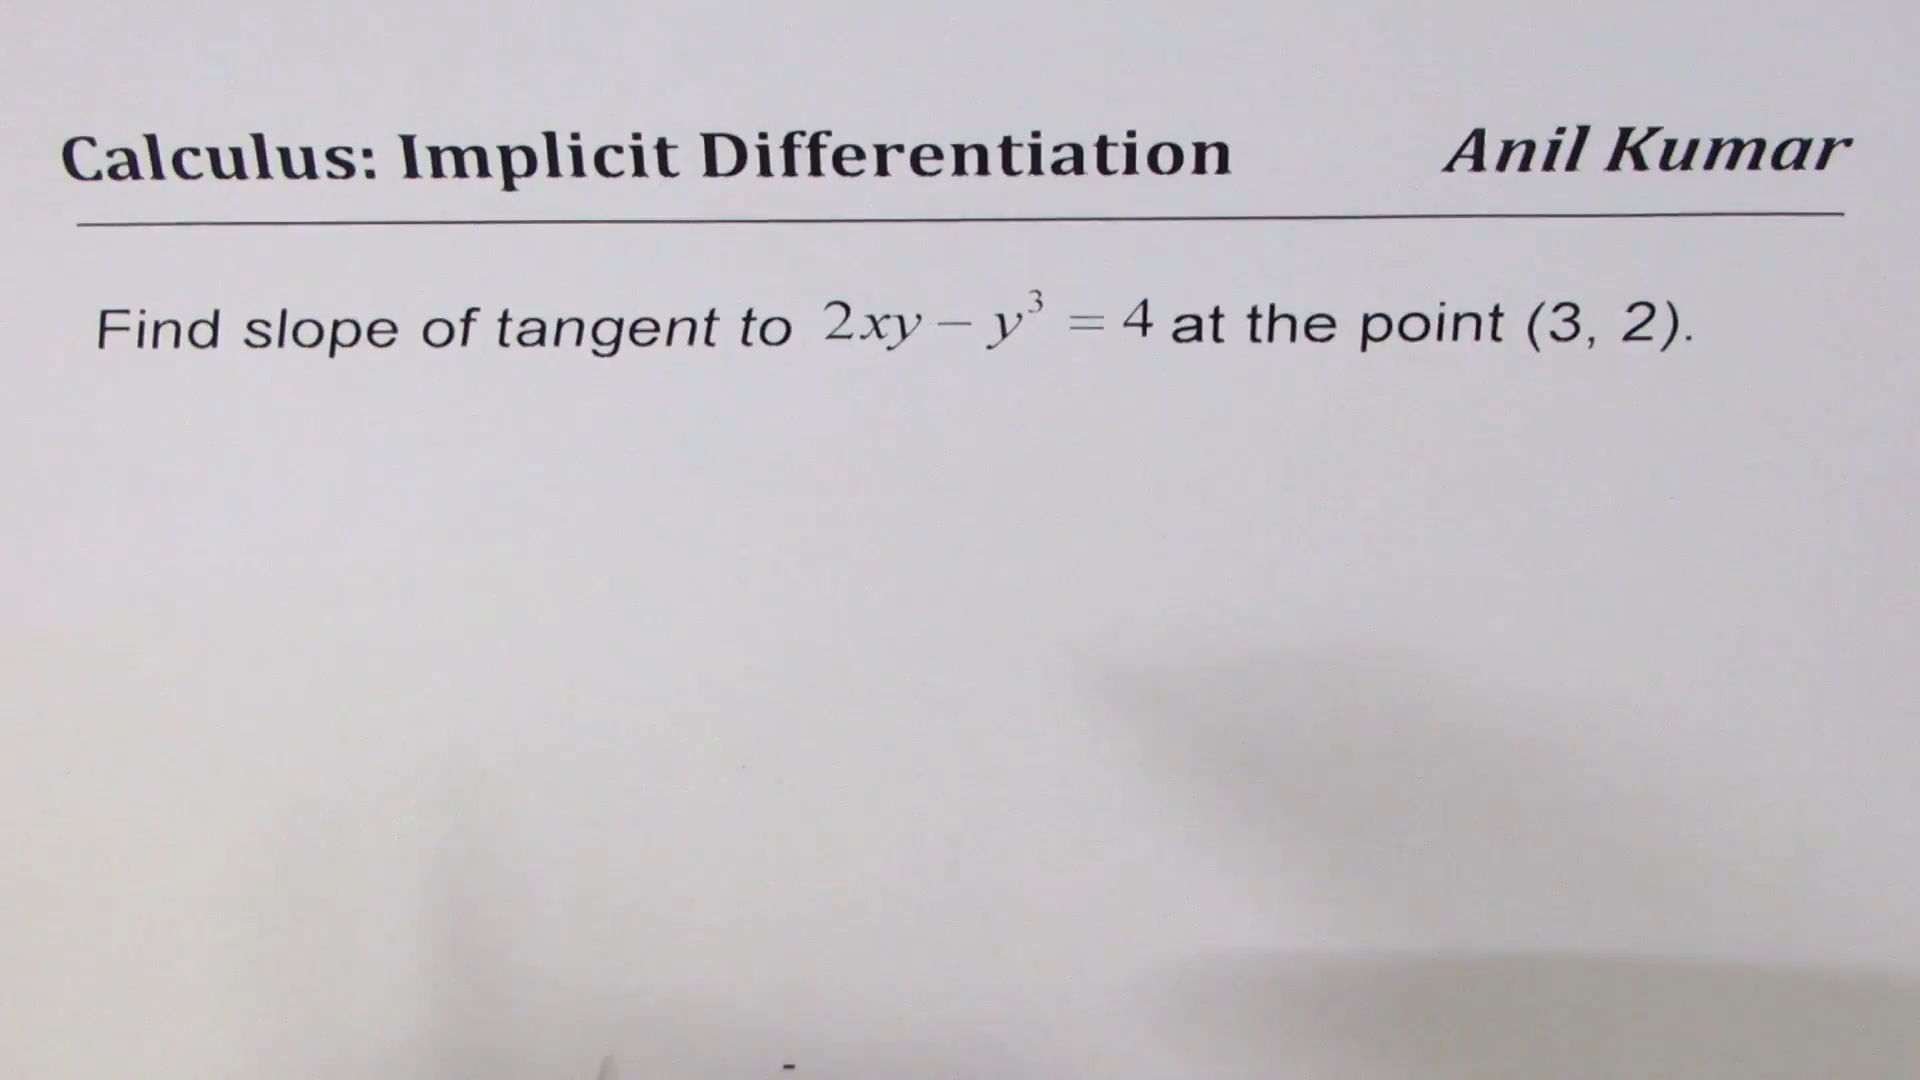 Calculus: Implicit Differentiation Anil Kumar
Find slope of tangent to 2xy − y³ = 4 at the point (3, 2).